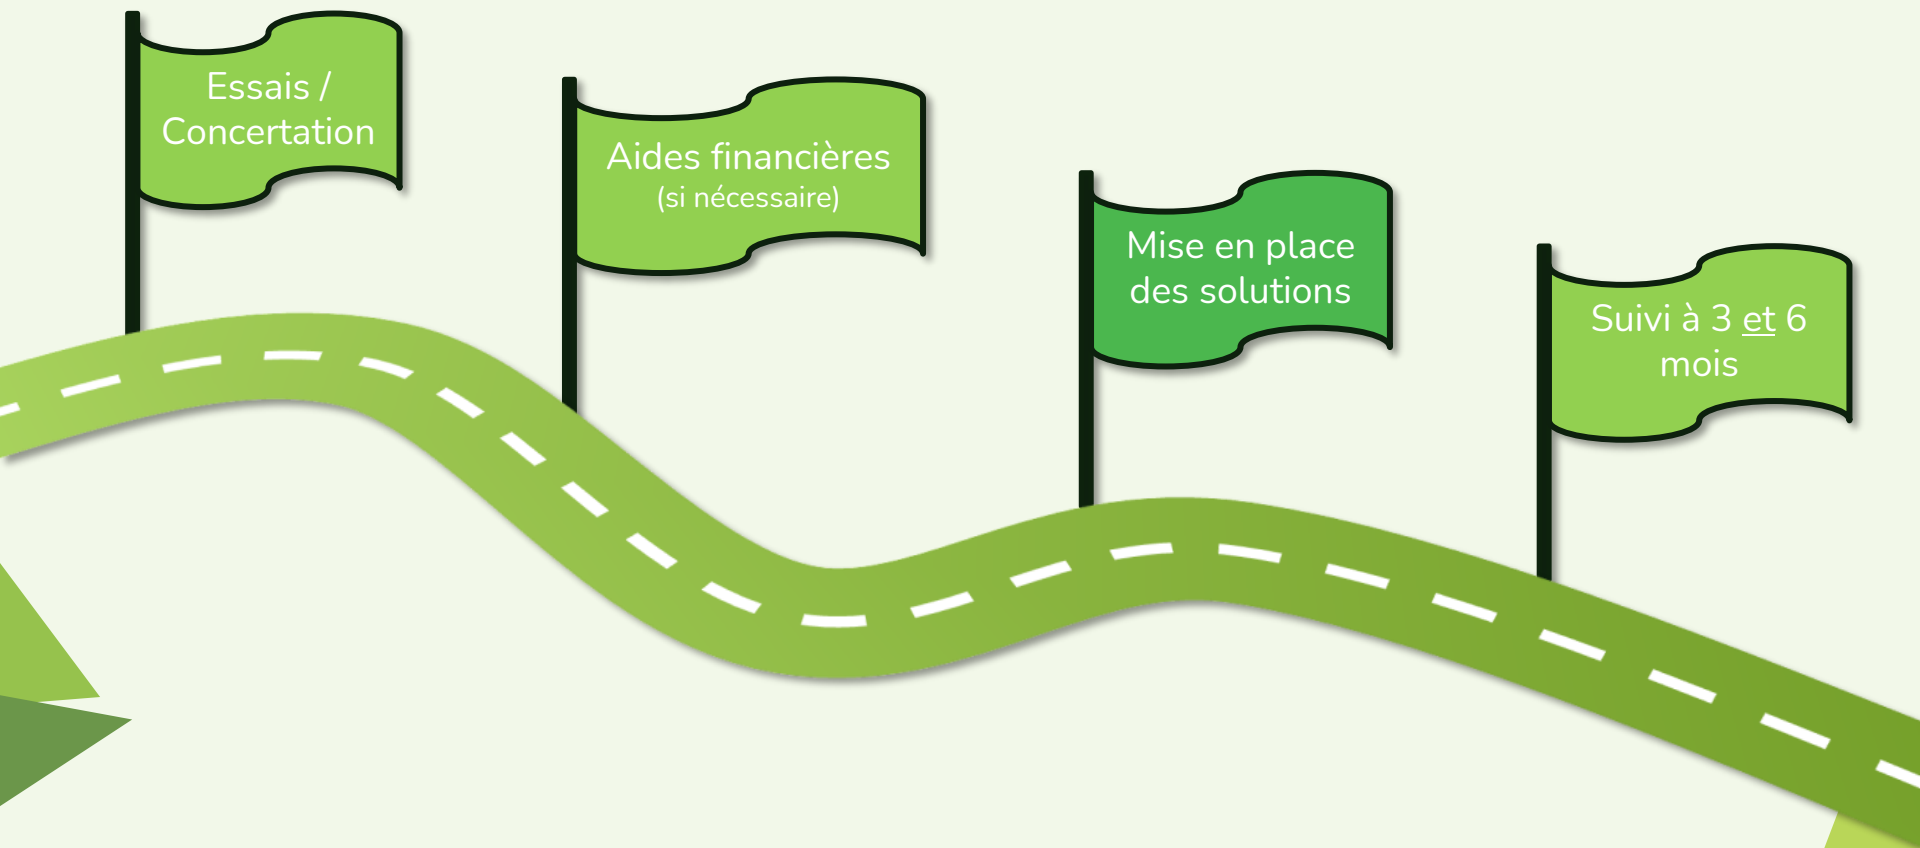 Essais /
Concertation
Aides financières
(si nécessaire)
Mise en place
des solutions
Suivi à 3 et 6
mois